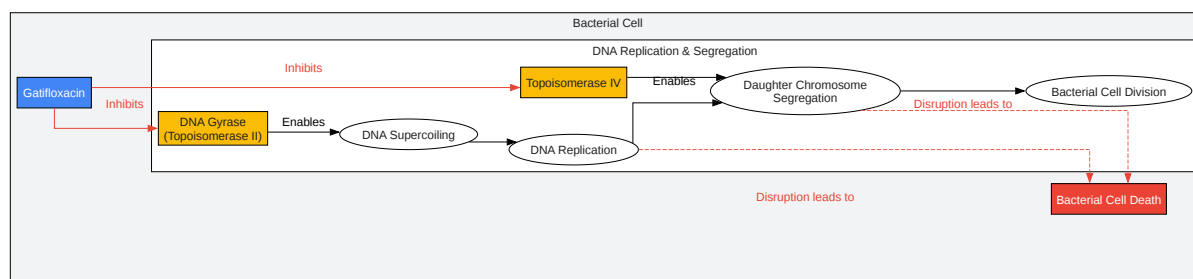 Bacterial Cell
DNA Replication & Segregation
Inhibits
Gatifloxacin
Topoisomerase IV
Enables
Daughter Chromosome
Segregation
Bacterial Cell Division
Inhibits
DNA Gyrase
(Topoisomerase II)
Enables
DNA Supercoiling
DNA Replication
Disruption leads to
Disruption leads to
Bacterial Cell Death